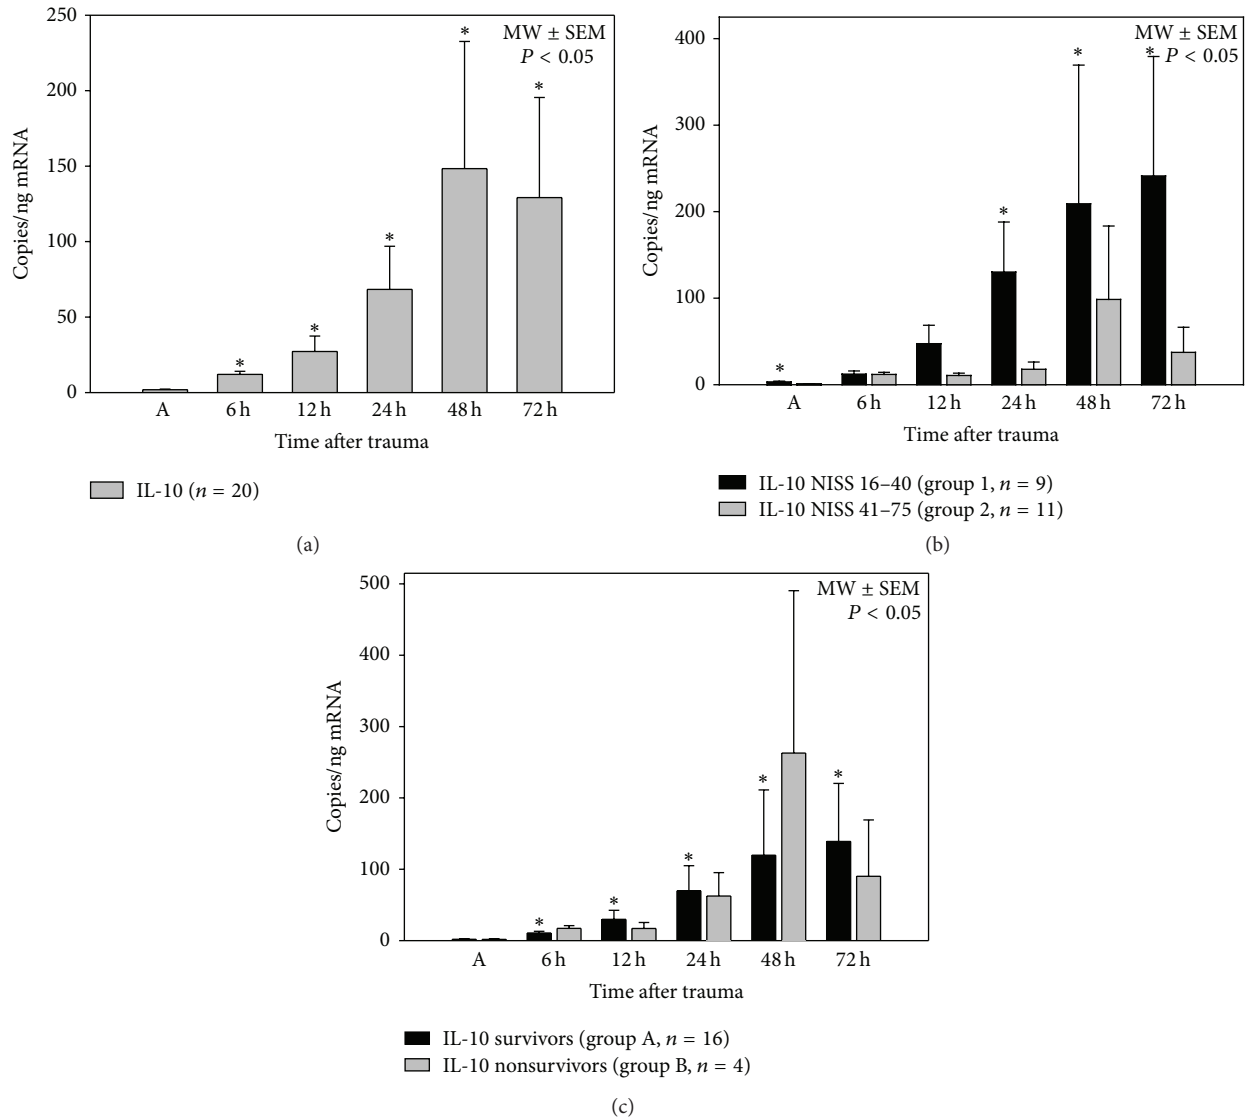 MW ± SEM
P < 0.05
250
200
150
100
50
0
*
*
*
*
*
Copies/ng mRNA
A 6 h 12 h 24 h 48 h 72 h
Time after trauma
IL-10 (n = 20)
(a)
MW ± SEM
P < 0.05
400
300
200
100
0
*
*
*
*
Copies/ng mRNA
A 6 h 12 h 24 h 48 h 72 h
Time after trauma
IL-10 NISS 16–40 (group 1, n = 9)
IL-10 NISS 41–75 (group 2, n = 11)
(b)
MW ± SEM
P < 0.05
500
400
300
200
100
0
*
*
*
*
*
Copies/ng mRNA
A 6 h 12 h 24 h 48 h 72 h
Time after trauma
IL-10 survivors (group A, n = 16)
IL-10 nonsurvivors (group B, n = 4)
(c)